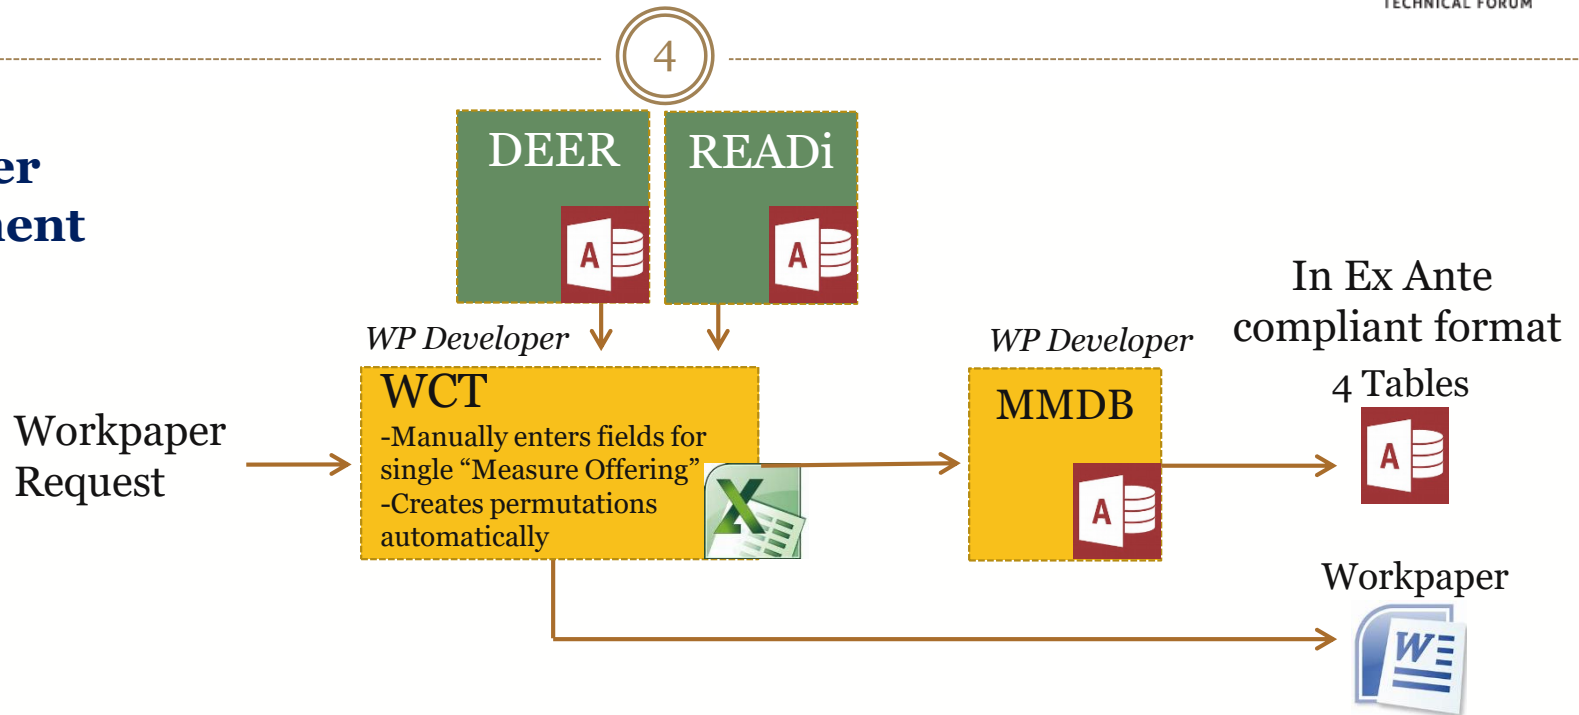 TECHNICAL FORUM
4
er
nent
DEER
READi
A
A
WP Developer
WCT
-Manually enters fields for
single “Measure Offering”
-Creates permutations
automatically
X
Workpaper
Request
WP Developer
MMDB
A
In Ex Ante
compliant format
4 Tables
A
Workpaper
W